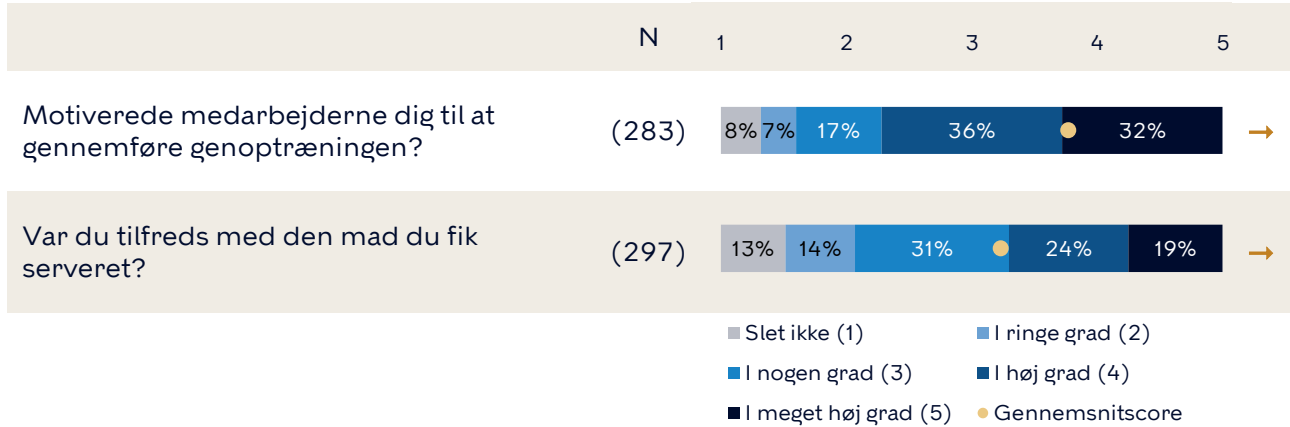 N 1 2 3 4 5
Motiverede medarbejderne dig til at
gennemføre genoptræningen?
(283) 8% 7% 17% 36% 32% →
Var du tilfreds med den mad du fik
serveret?
(297) 13% 14% 31% 24% 19% →
Slet ikke (1) I ringe grad (2)
I nogen grad (3) I høj grad (4)
I meget høj grad (5) Gennemsnitscore